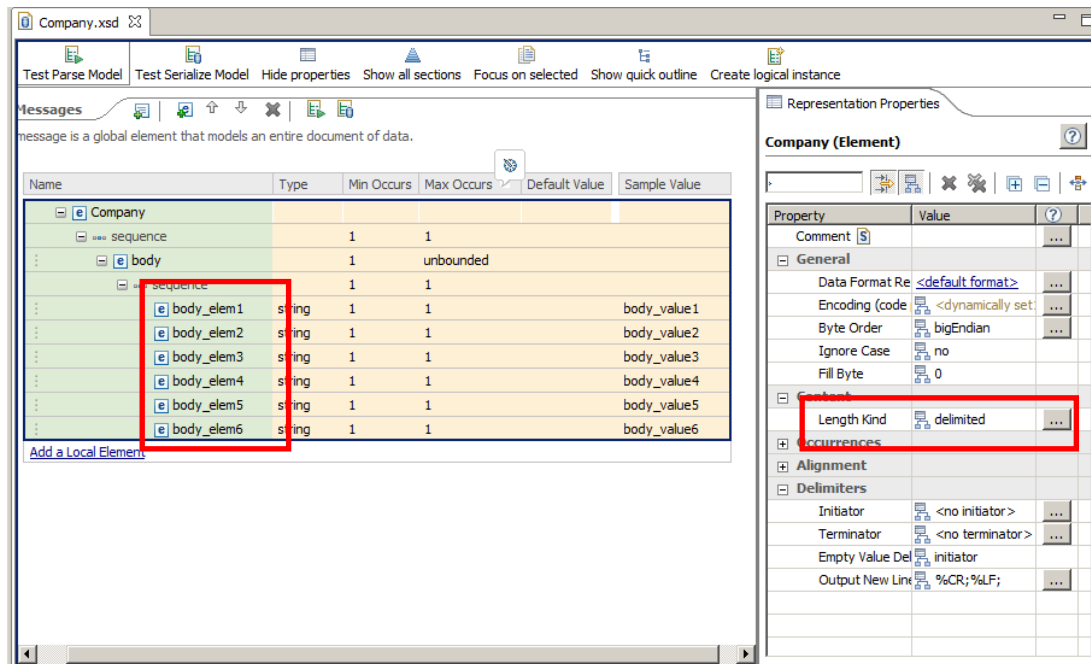 Company.xsd
Test Parse Model Test Serialize Model Hide properties Show all sections Focus on selected Show quick outline Create logical instance
Messages
message is a global element that models an entire document of data.
Name Type Min Occurs Max Occurs Default Value Sample Value
e Company
sequence 1 1
e body 1 unbounded
sequence 1 1
e body_elem1 string 1 1 body_value1
e body_elem2 string 1 1 body_value2
e body_elem3 string 1 1 body_value3
e body_elem4 string 1 1 body_value4
e body_elem5 string 1 1 body_value5
e body_elem6 string 1 1 body_value6
Add a Local Element
Representation Properties
Company (Element)
Property Value
Comment S ...
General
Data Format Re <default format> ...
Encoding (code <dynamically set ...
Byte Order bigEndian ...
Ignore Case no
Fill Byte 0
Content
Length Kind delimited ...
Occurrences
Alignment
Delimiters
Initiator <no initiator> ...
Terminator <no terminator> ...
Empty Value Del initiator
Output New Line %CR;%LF; ...